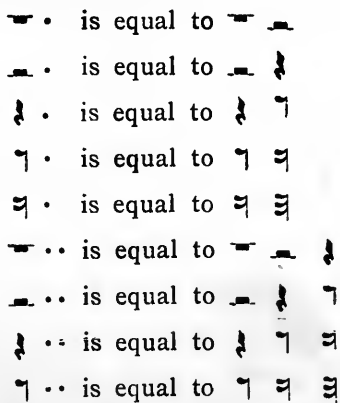 𝄻 · is equal to 𝄻 𝄼
𝄼 · is equal to 𝄼 𝄽
𝄽 · is equal to 𝄽 𝄾
𝄾 · is equal to 𝄾 𝄿
𝄿 · is equal to 𝄿 𝅀
𝄻 ·· is equal to 𝄻 𝄼 𝄽
𝄼 ·· is equal to 𝄼 𝄽 𝄾
𝄽 ·· is equal to 𝄽 𝄾 𝄿
𝄾 ·· is equal to 𝄾 𝄿 𝅀